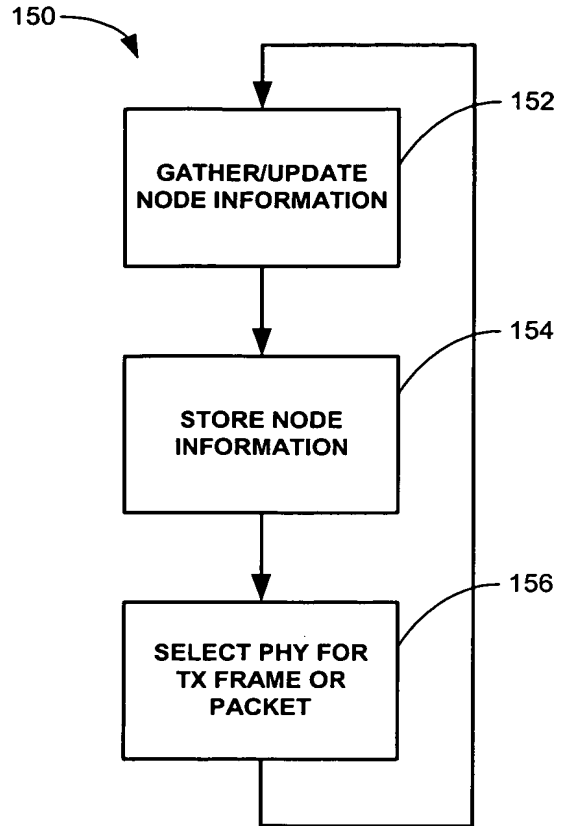 150
152
GATHER/UPDATE
NODE INFORMATION
154
STORE NODE
INFORMATION
156
SELECT PHY FOR
TX FRAME OR
PACKET